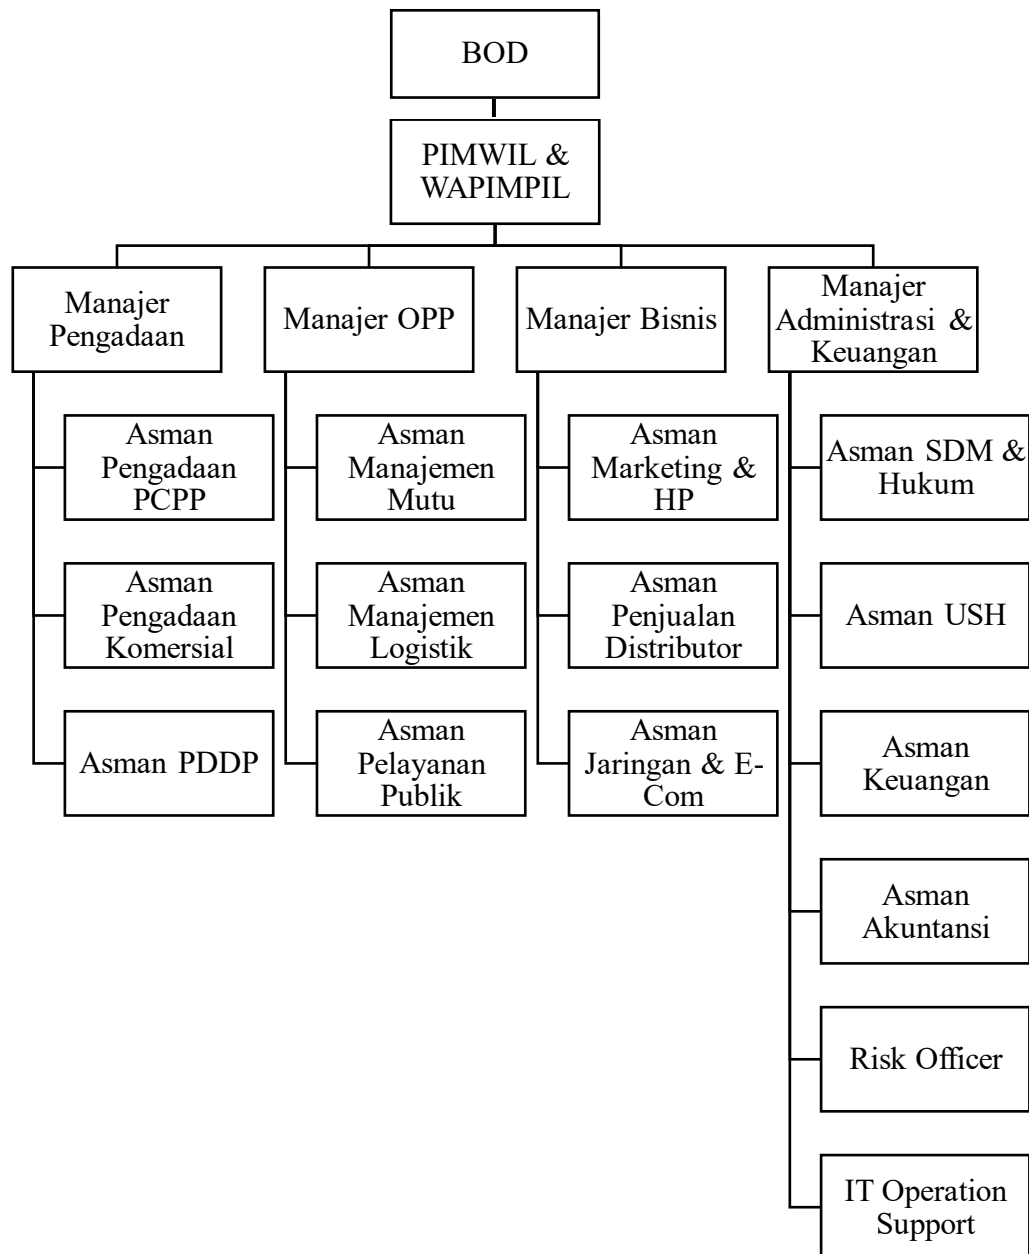 BOD
PIMWIL &
WAPIMPIL
Manajer
Pengadaan
Manajer OPP
Manajer Bisnis
Manajer
Administrasi &
Keuangan
Asman
Pengadaan
PCPP
Asman
Manajemen
Mutu
Asman
Marketing &
HP
Asman SDM &
Hukum
Asman
Pengadaan
Komersial
Asman
Manajemen
Logistik
Asman
Penjualan
Distributor
Asman USH
Asman PDDP
Asman
Pelayanan
Publik
Asman
Jaringan & E-
Com
Asman
Keuangan
Asman
Akuntansi
Risk Officer
IT Operation
Support